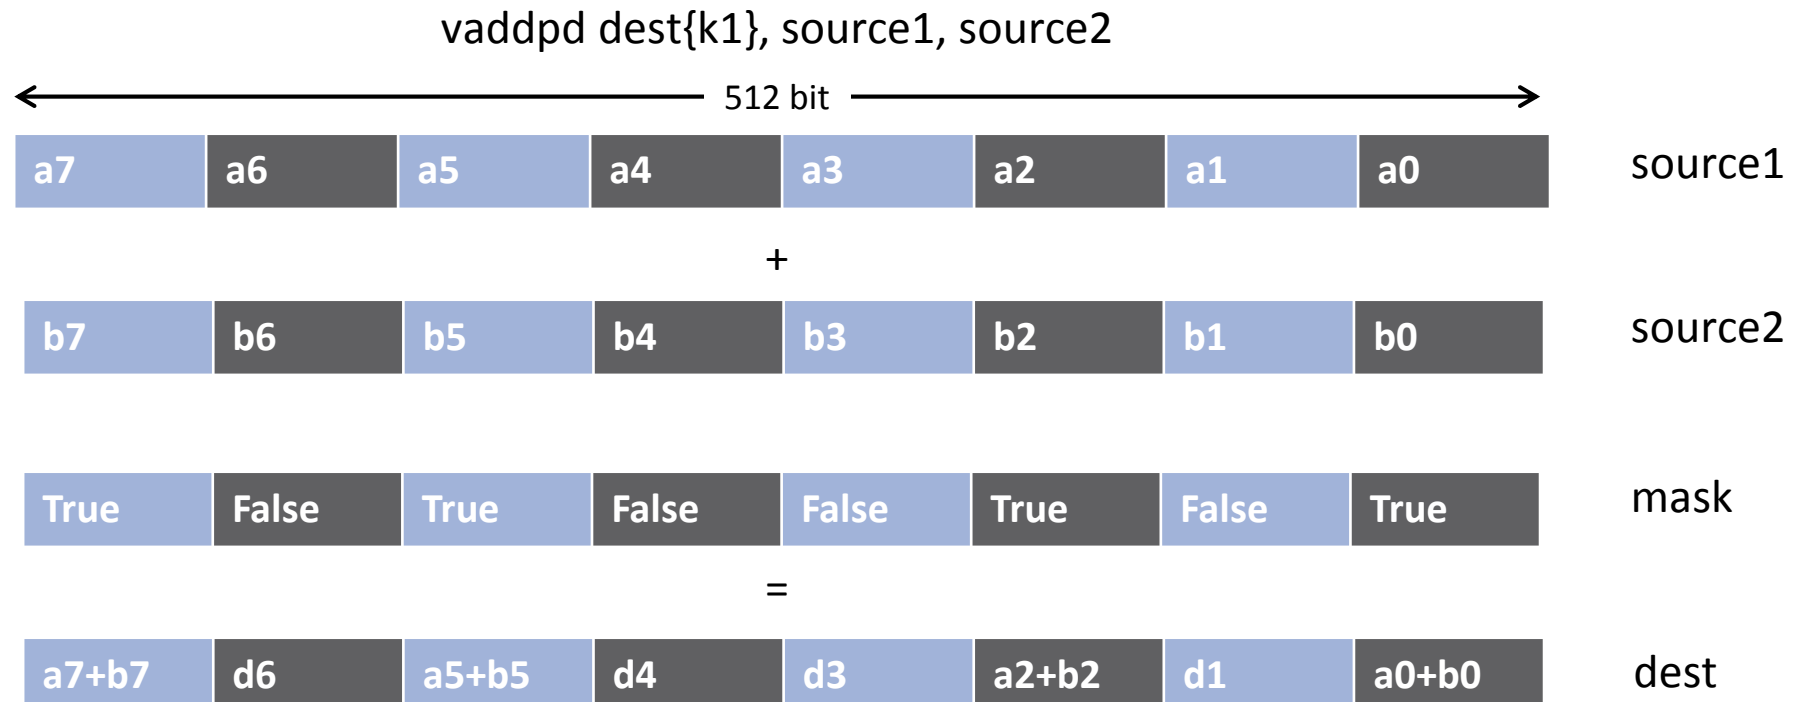 vaddpd dest{k1}, source1, source2
512 bit
a7 a6 a5 a4 a3 a2 a1 a0 source1
+
b7 b6 b5 b4 b3 b2 b1 b0 source2
True False True False False True False True mask
=
a7+b7 d6 a5+b5 d4 d3 a2+b2 d1 a0+b0 dest